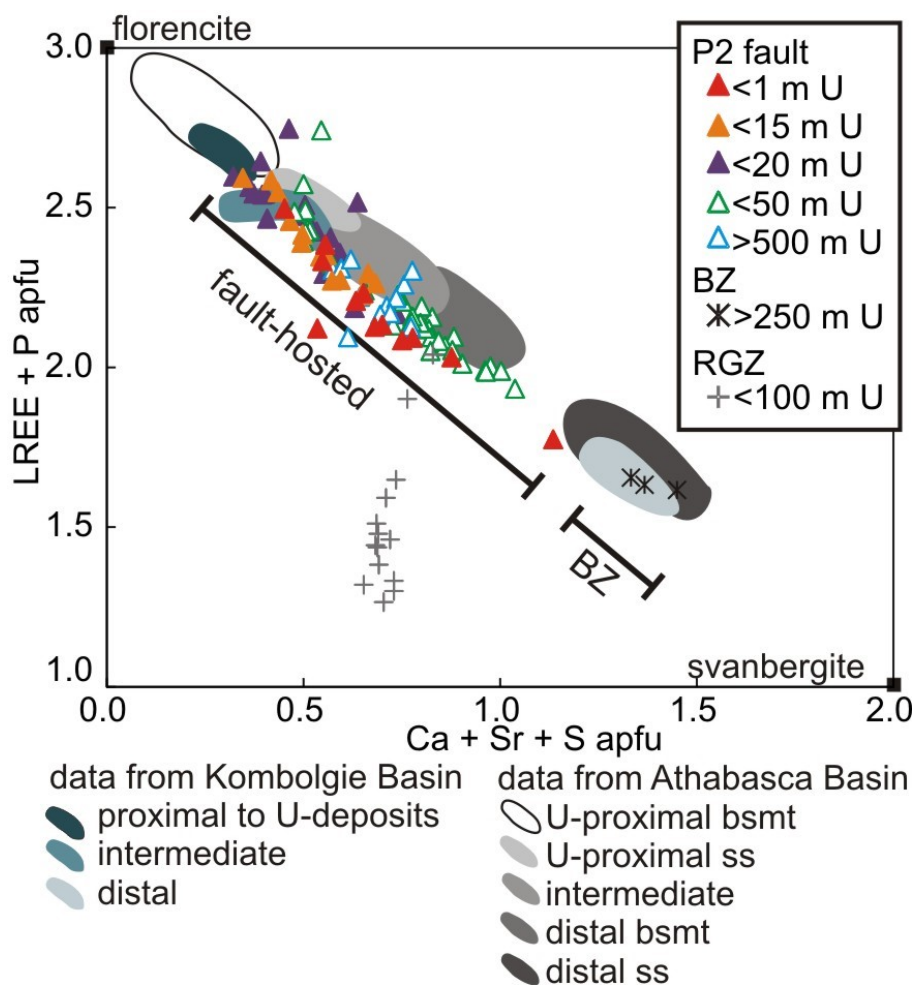 florencite
3.0
2.5
2.0
1.5
1.0
LREE + P apfu
0.0
0.5
1.0
1.5
2.0
Ca + Sr + S apfu
svanbergite
fault-hosted
BZ
P2 fault
<1 m U
<15 m U
<20 m U
<50 m U
>500 m U
BZ
>250 m U
RGZ
<100 m U
data from Kombolgie Basin
proximal to U-deposits
intermediate
distal
data from Athabasca Basin
U-proximal bsmt
U-proximal ss
intermediate
distal bsmt
distal ss